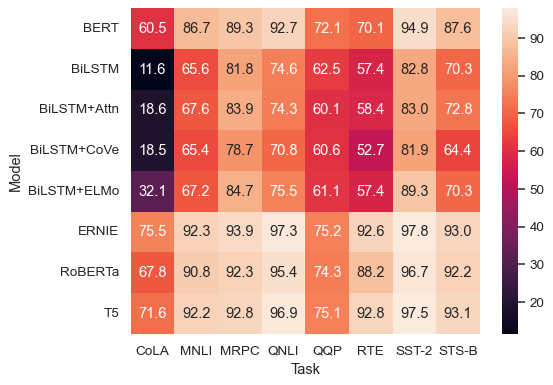 BERT 60.5 86.7 89.3 92.7 72.1 70.1 94.9 87.6
BiLSTM 11.6 65.6 81.8 74.6 62.5 57.4 82.8 70.3
BiLSTM+Attn 18.6 67.6 83.9 74.3 60.1 58.4 83.0 72.8
BiLSTM+CoVe 18.5 65.4 78.7 70.8 60.6 52.7 81.9 64.4
BiLSTM+ELMo 32.1 67.2 84.7 75.5 61.1 57.4 89.3 70.3
ERNIE 75.5 92.3 93.9 97.3 75.2 92.6 97.8 93.0
RoBERTa 67.8 90.8 92.3 95.4 74.3 88.2 96.7 92.2
T5 71.6 92.2 92.8 96.9 75.1 92.8 97.5 93.1
CoLA MNLI MRPC QNLI QQP RTE SST-2 STS-B
Task
Model
90
80
70
60
50
40
30
20